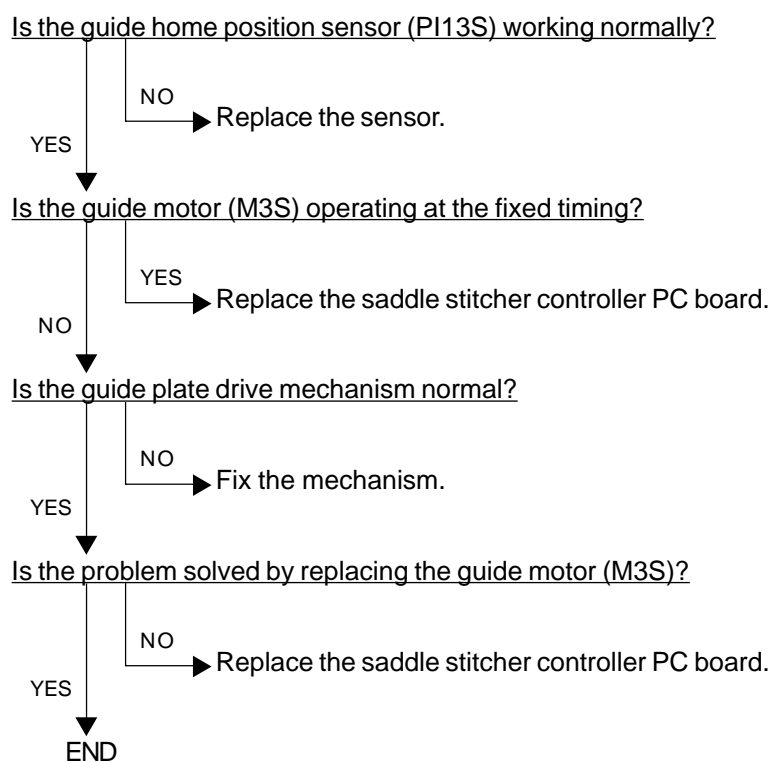 Is the guide home position sensor (PI13S) working normally?
NO
Replace the sensor.
YES
Is the guide motor (M3S) operating at the fixed timing?
YES
Replace the saddle stitcher controller PC board.
NO
Is the guide plate drive mechanism normal?
NO
Fix the mechanism.
YES
Is the problem solved by replacing the guide motor (M3S)?
NO
Replace the saddle stitcher controller PC board.
YES
END